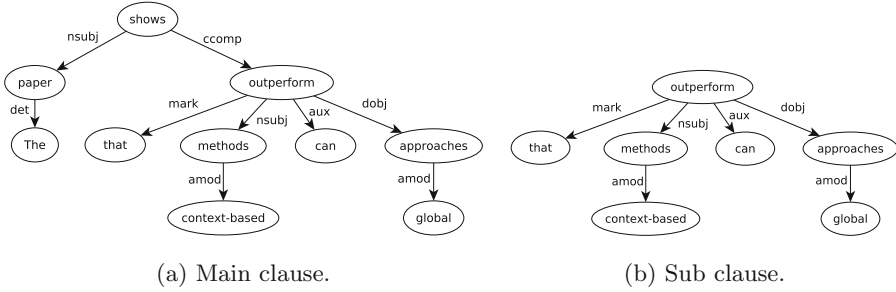 shows
nsubj ccomp
paper outperform
det mark nsubj aux dobj
The that methods can approaches
amod amod
context-based global
(a) Main clause.
outperform
mark nsubj aux dobj
that methods can approaches
amod amod
context-based global
(b) Sub clause.